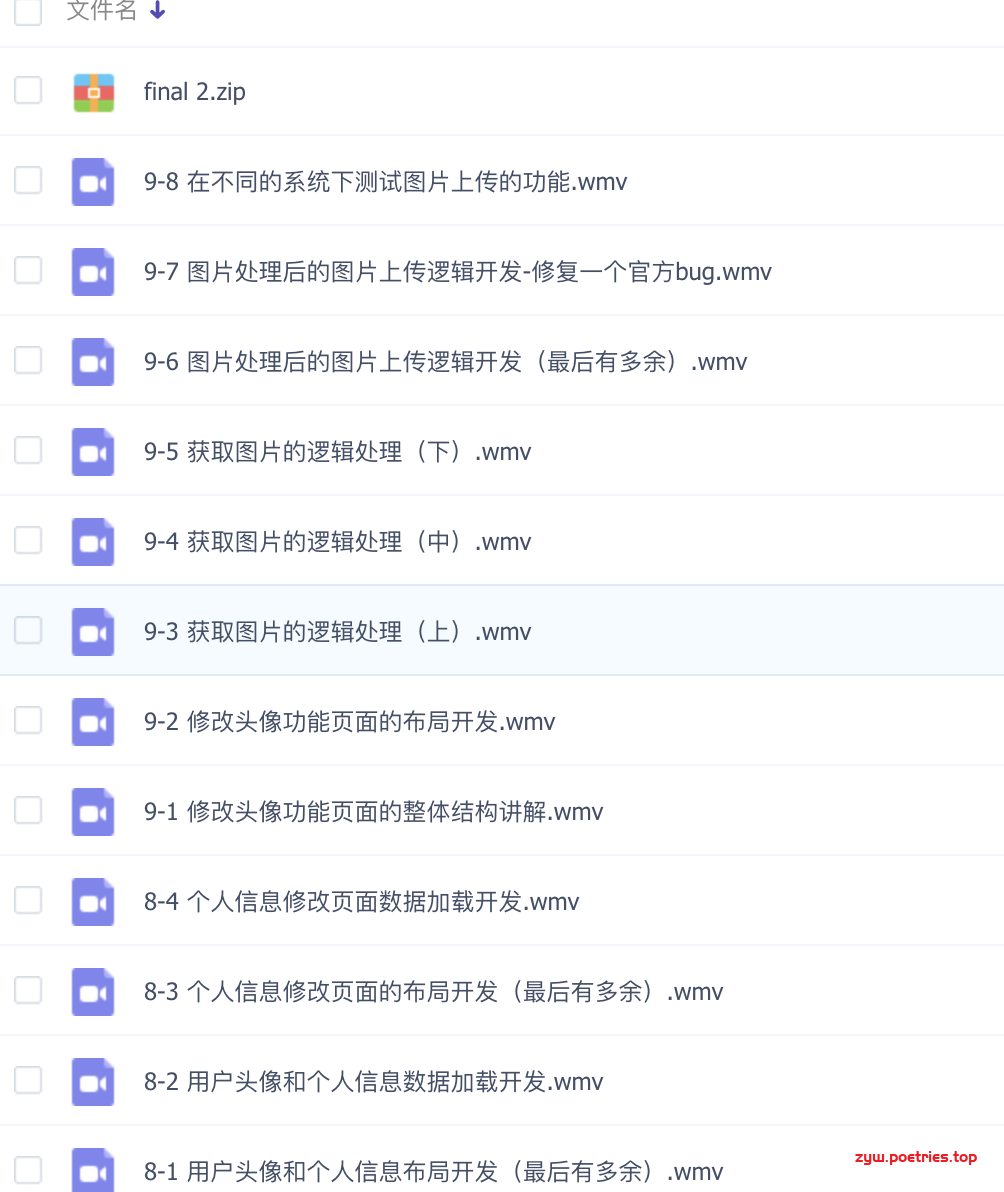 文件名
final 2.zip
9-8 在不同的系统下测试图片上传的功能.wmv
9-7 图片处理后的图片上传逻辑开发-修复一个官方bug.wmv
9-6 图片处理后的图片上传逻辑开发（最后有多余）.wmv
9-5 获取图片的逻辑处理（下）.wmv
9-4 获取图片的逻辑处理（中）.wmv
9-3 获取图片的逻辑处理（上）.wmv
9-2 修改头像功能页面的布局开发.wmv
9-1 修改头像功能页面的整体结构讲解.wmv
8-4 个人信息修改页面数据加载开发.wmv
8-3 个人信息修改页面的布局开发（最后有多余）.wmv
8-2 用户头像和个人信息数据加载开发.wmv
8-1 用户头像和个人信息布局开发（最后有多余）.wmv
zyw.poetries.top